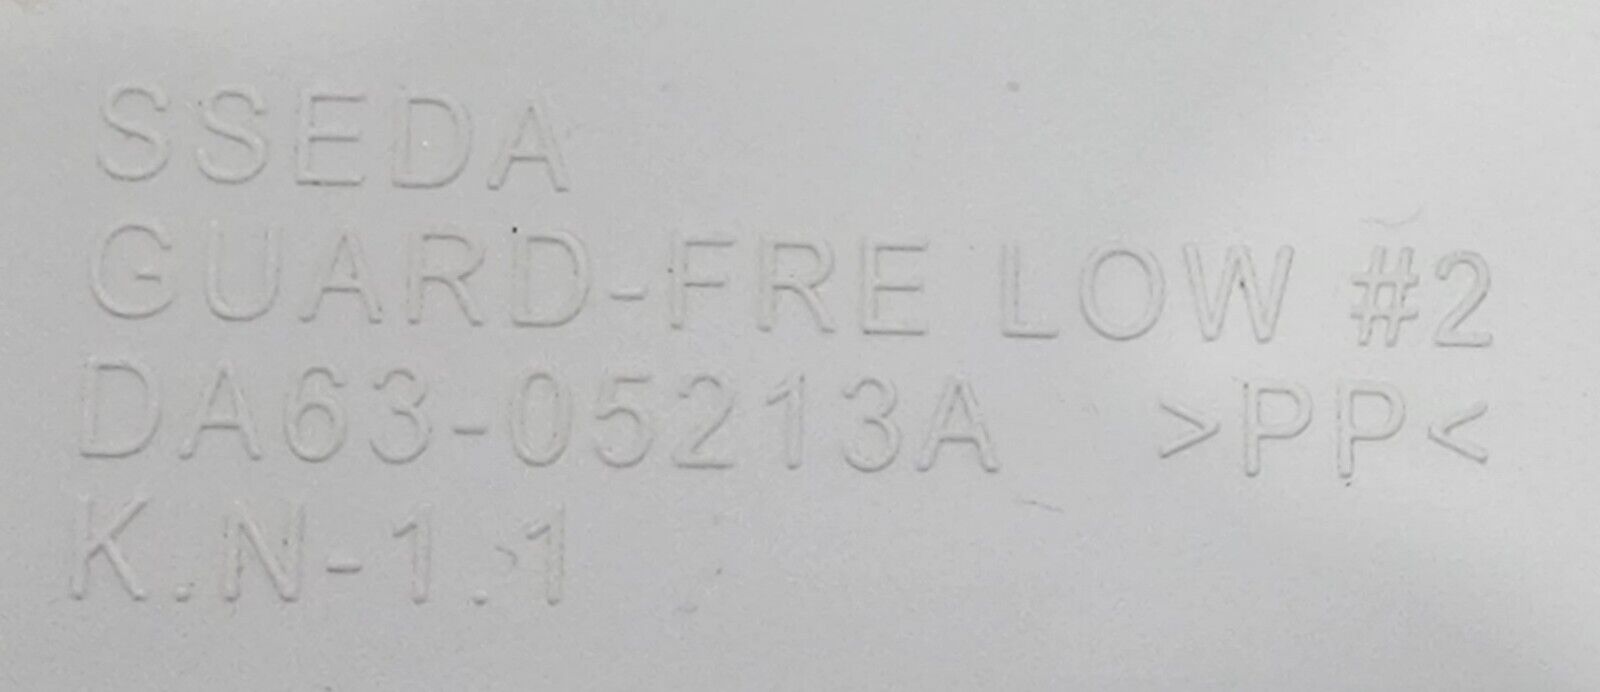 SSEDA
GUARD-FRE LOW #2
DA63-05213A >PP<
K.N-1.1